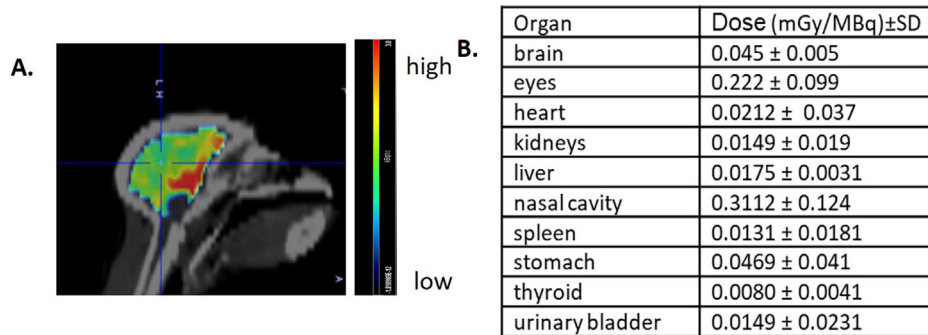 A.
L H
3.0
high
low
A
B.
Organ Dose (mGy/MBq)±SD
brain 0.045 ± 0.005
eyes 0.222 ± 0.099
heart 0.0212 ± 0.037
kidneys 0.0149 ± 0.019
liver 0.0175 ± 0.0031
nasal cavity 0.3112 ± 0.124
spleen 0.0131 ± 0.0181
stomach 0.0469 ± 0.041
thyroid 0.0080 ± 0.0041
urinary bladder 0.0149 ± 0.0231